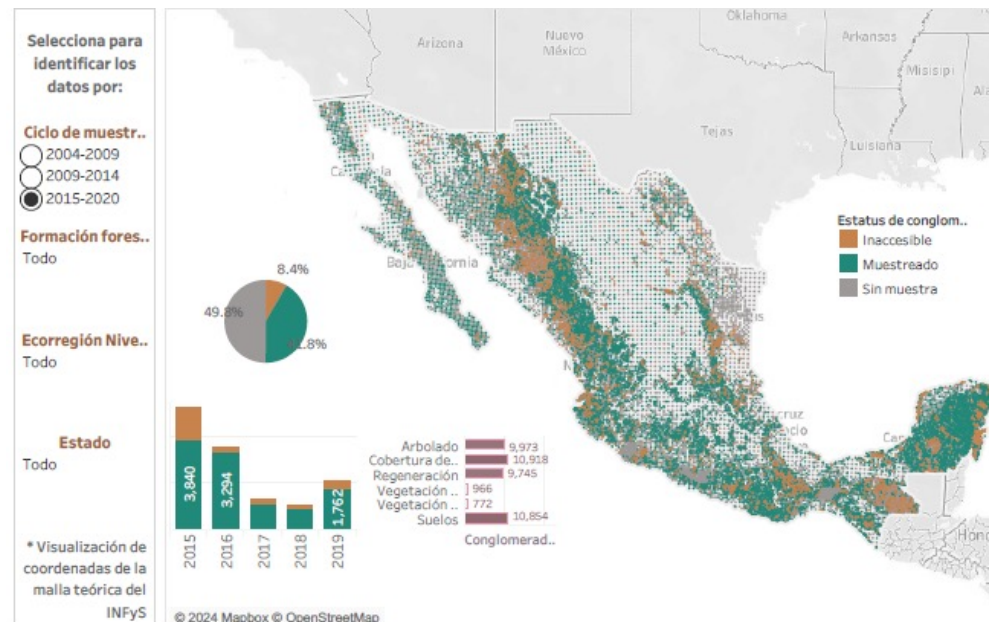 Selecciona para
identificar los
datos por:
Ciclo de muestr..
2004-2009
2009-2014
2015-2020
Formación fores..
Todo
Ecorregión Nive..
Todo
Estado
Todo
* Visualización de
coordenadas de la
malla teórica del
INFyS
Oklahoma
Arizona
Nuevo
México
Arkansas
Misisipi
Tejas
Luisiana
Estatus de conglom..
Inaccesible
Muestreado
Sin muestra
8.4%
49.8%
3,840
3,294
1,762
2015
2016
2017
2018
2019
Arbolado
9,973
Cobertura de..
10,918
Regeneración
9,745
Vegetación ..
966
Vegetación ..
772
Suelos
10,854
Conglomerad..
© 2024 Mapbox © OpenStreetMap